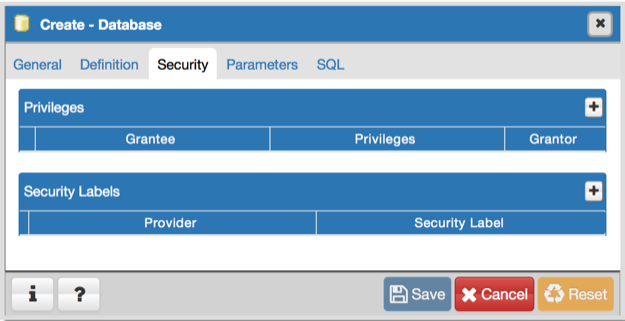 Create - Database
General Definition Security Parameters SQL
Privileges
Grantee Privileges Grantor
Security Labels
Provider Security Label
i ? Save Cancel Reset